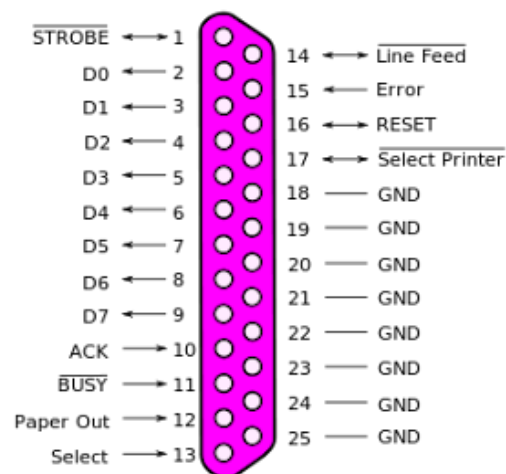 STROBE 1
D0 2
D1 3
D2 4
D3 5
D4 6
D5 7
D6 8
D7 9
ACK 10
BUSY 11
Paper Out 12
Select 13
14 Line Feed
15 Error
16 RESET
17 Select Printer
18 GND
19 GND
20 GND
21 GND
22 GND
23 GND
24 GND
25 GND